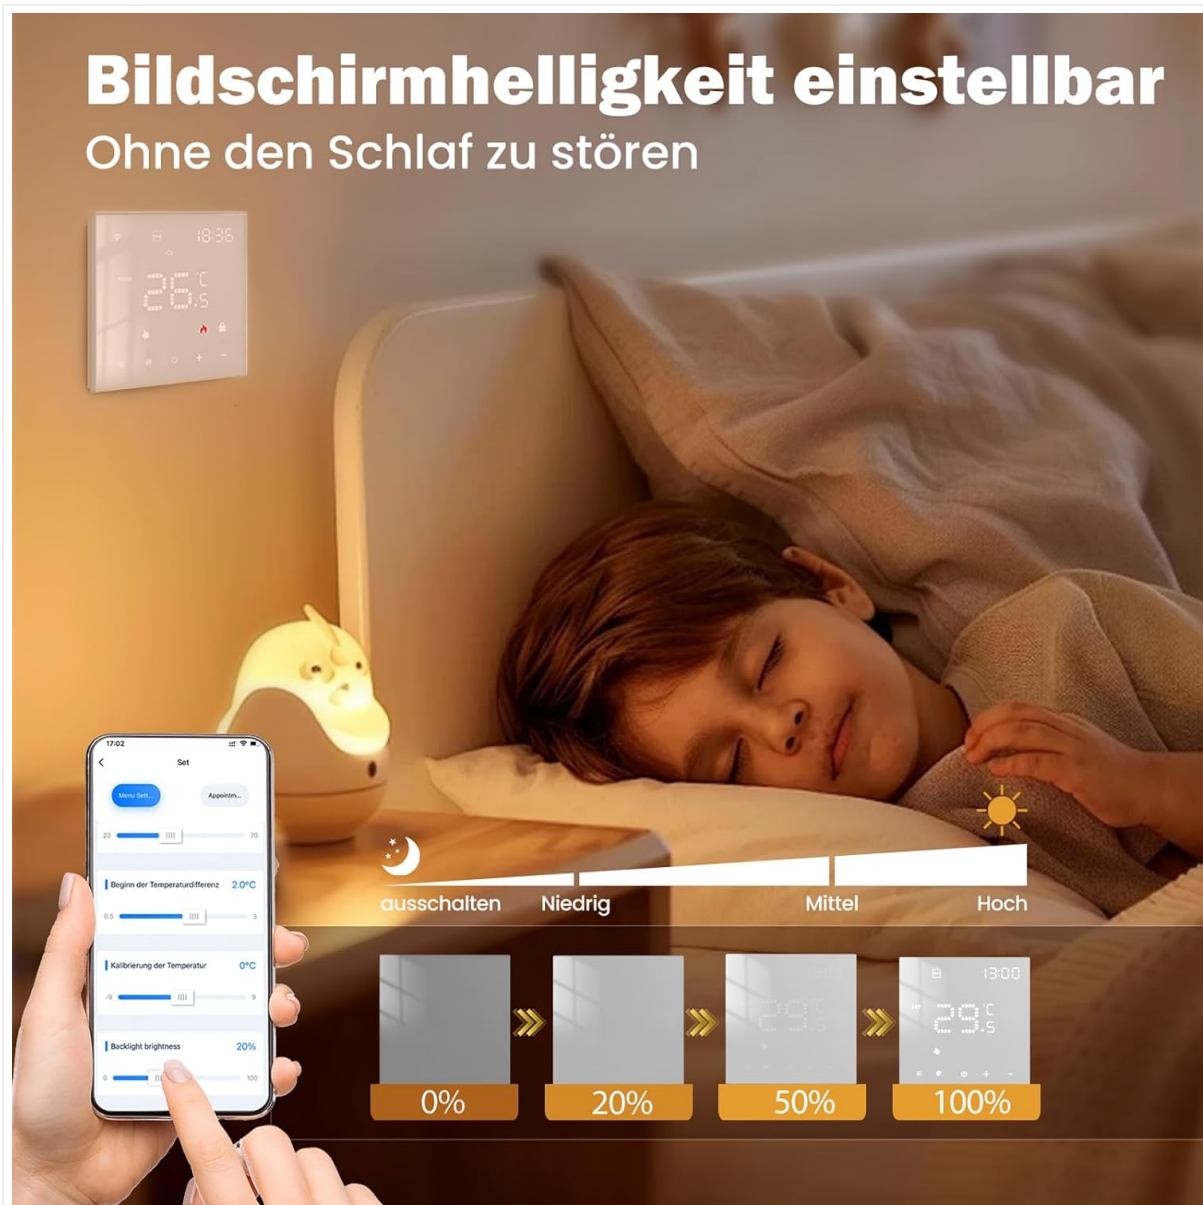 Bildschirmhelligkeit einstellbar
Ohne den Schlaf zu stören
18:36
26.5 °C
17:02
Set
Menu Sett...
Appointm...
20
70
Beginn der Temperaturdifferenz 2.0°C
0.5
3
Kalibrierung der Temperatur 0°C
-9
9
Backlight brightness 20%
0
100
ausschalten Niedrig Mittel Hoch
13:00
29.5 °C
29.5 °C
0% 20% 50% 100%